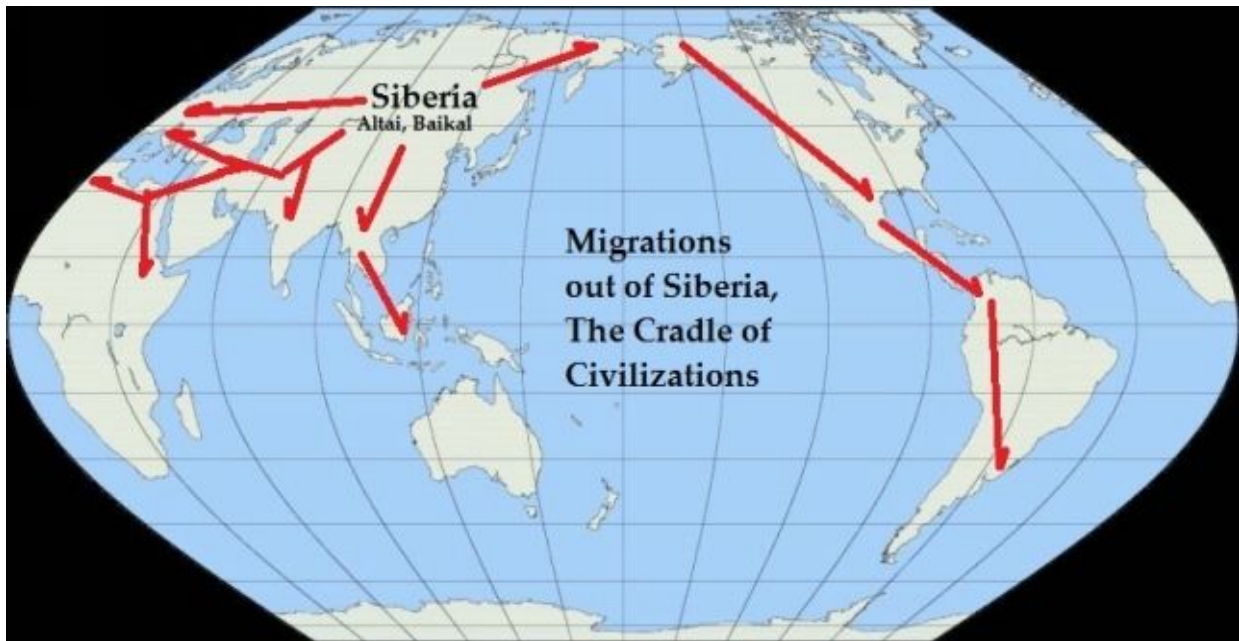 Siberia
Altai, Baikal
Migrations
out of Siberia,
The Cradle of
Civilizations